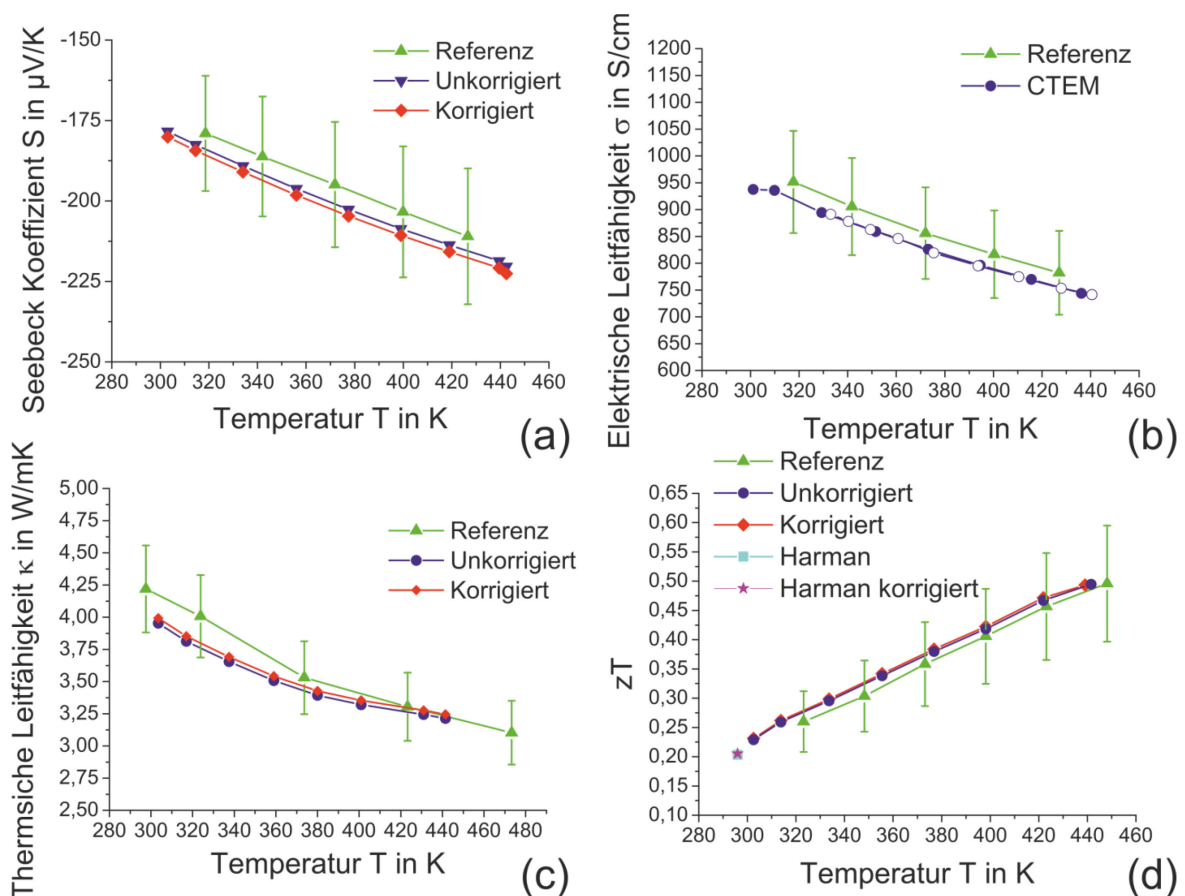 Seebeck Koeffizient S in µV/K
-150
-175
-200
-225
-250
Referenz
Unkorrigiert
Korrigiert
280 300 320 340 360 380 400 420 440 460
Temperatur T in K
(a)
Elektrische Leitfähigkeit σ in S/cm
1200
1150
1100
1050
1000
950
900
850
800
750
700
650
600
Referenz
CTEM
280 300 320 340 360 380 400 420 440 460
Temperatur T in K
(b)
Thermsiche Leitfähigkeit κ in W/mK
5,00
4,75
4,50
4,25
4,00
3,75
3,50
3,25
3,00
2,75
2,50
Referenz
Unkorrigiert
Korrigiert
280 300 320 340 360 380 400 420 440 460 480
Temperatur T in K
(c)
zT
0,65
0,60
0,55
0,50
0,45
0,40
0,35
0,30
0,25
0,20
0,15
0,10
Referenz
Unkorrigiert
Korrigiert
Harman
Harman korrigiert
280 300 320 340 360 380 400 420 440 460
Temperatur T in K
(d)